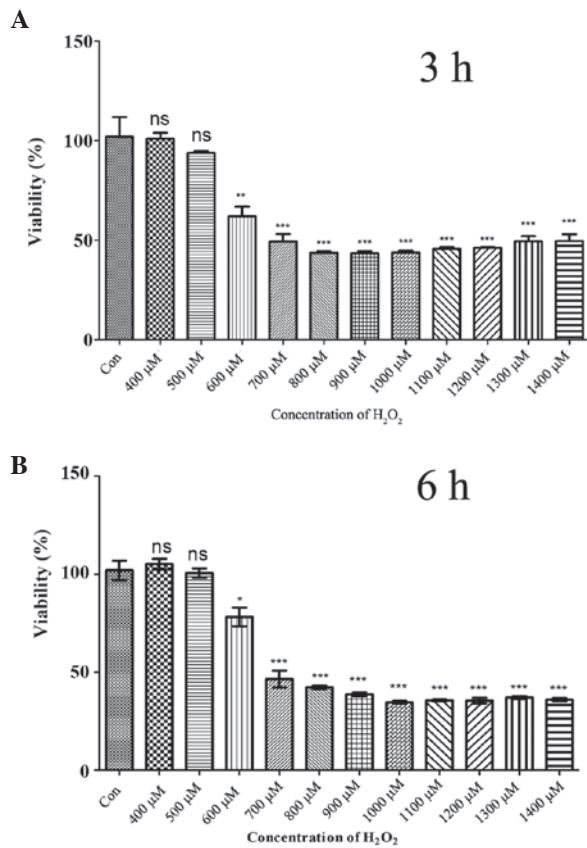 A
150
3 h
ns
ns
100
**
***
***
***
***
***
***
***
***
50
0
Viability (%)
Con
400 μM
500 μM
600 μM
700 μM
800 μM
900 μM
1000 μM
1100 μM
1200 μM
1300 μM
1400 μM
Concentration of H₂O₂
B
150
6 h
ns
ns
100
*
***
***
***
***
***
***
***
***
50
0
Viability (%)
Con
400 μM
500 μM
600 μM
700 μM
800 μM
900 μM
1000 μM
1100 μM
1200 μM
1300 μM
1400 μM
Concentration of H₂O₂